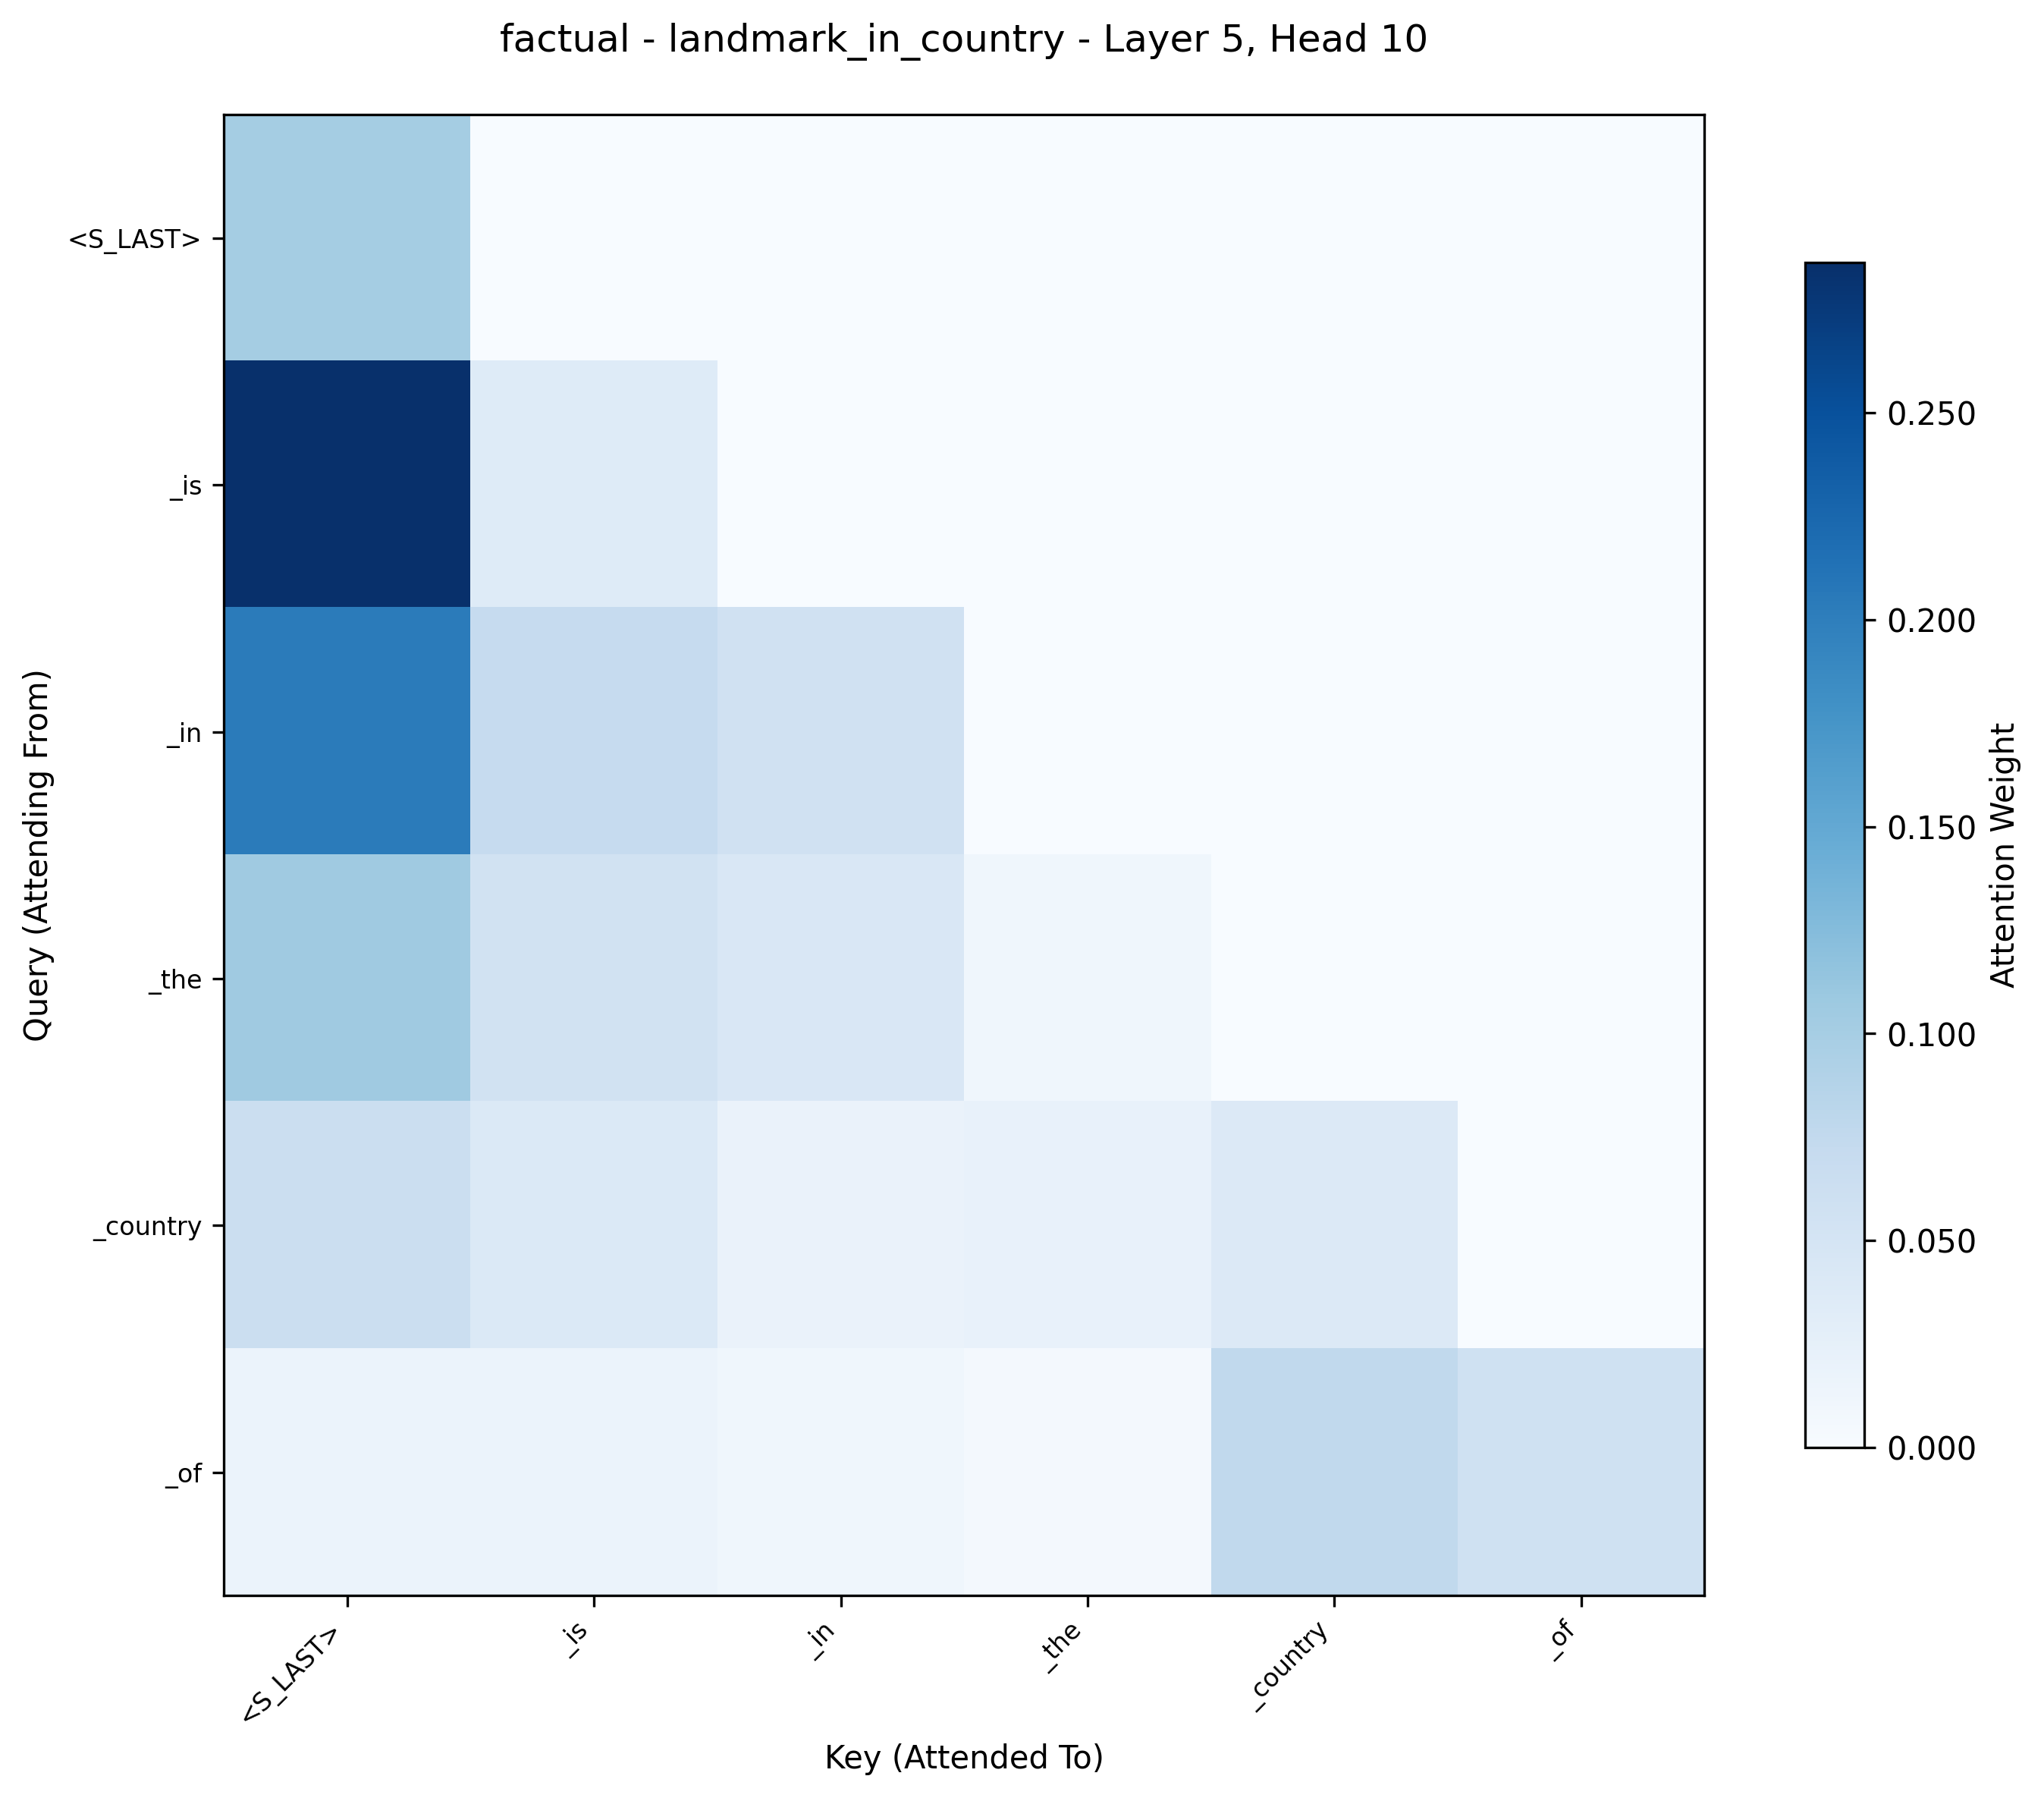 factual - landmark_in_country - Layer 5, Head 10
Query (Attending From)
<S_LAST>
_is
_in
_the
_country
_of
<S_LAST>
_is
_in
_the
_country
_of
Key (Attended To)
0.250
0.200
0.150
0.100
0.050
0.000
Attention Weight